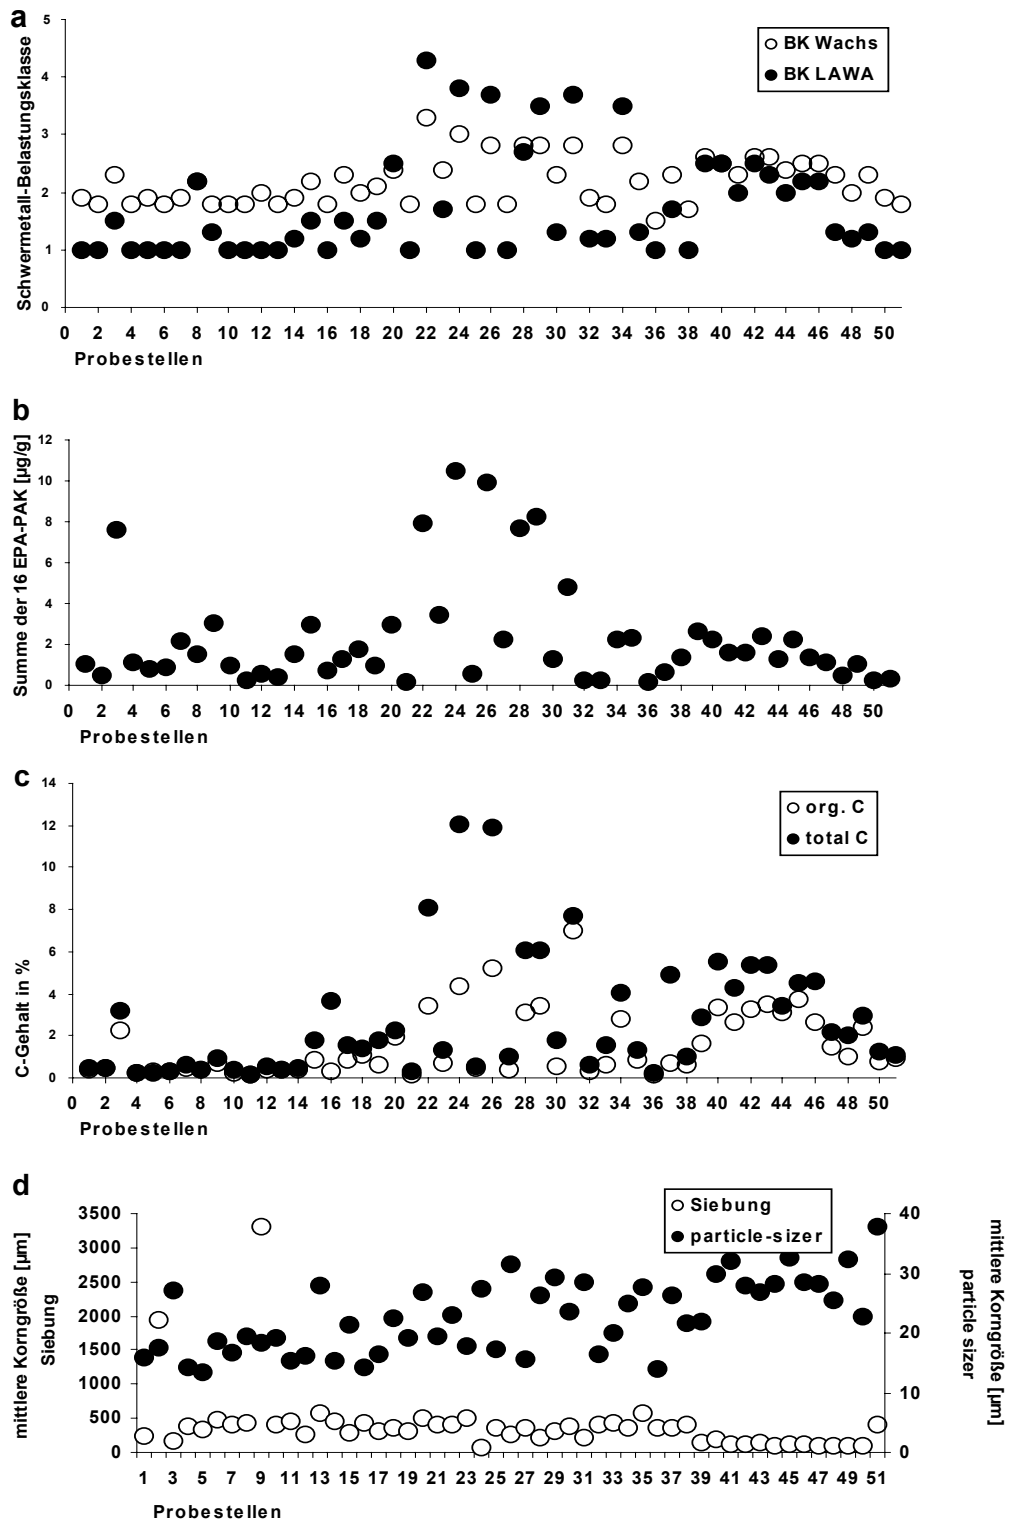 a
Schwermetall-Belastungsklasse
5
4
3
2
1
0
BK Wachs
BK LAWA
0 2 4 6 8 10 12 14 16 18 20 22 24 26 28 30 32 34 36 38 40 42 44 46 48 50
Probestellen
b
Summe der 16 EPA-PAK [µg/g]
12
10
8
6
4
2
0
0 2 4 6 8 10 12 14 16 18 20 22 24 26 28 30 32 34 36 38 40 42 44 46 48 50
Probestellen
c
C-Gehalt in %
14
12
10
8
6
4
2
0
org. C
total C
0 2 4 6 8 10 12 14 16 18 20 22 24 26 28 30 32 34 36 38 40 42 44 46 48 50
Probestellen
d
mittlere Korngröße [µm]
Siebung
3500
3000
2500
2000
1500
1000
500
0
Siebung
particle-sizer
40
30
20
10
0
mittlere Korngröße [µm]
particle sizer
1 3 5 7 9 11 13 15 17 19 21 23 25 27 29 31 33 35 37 39 41 43 45 47 49 51
Probestellen